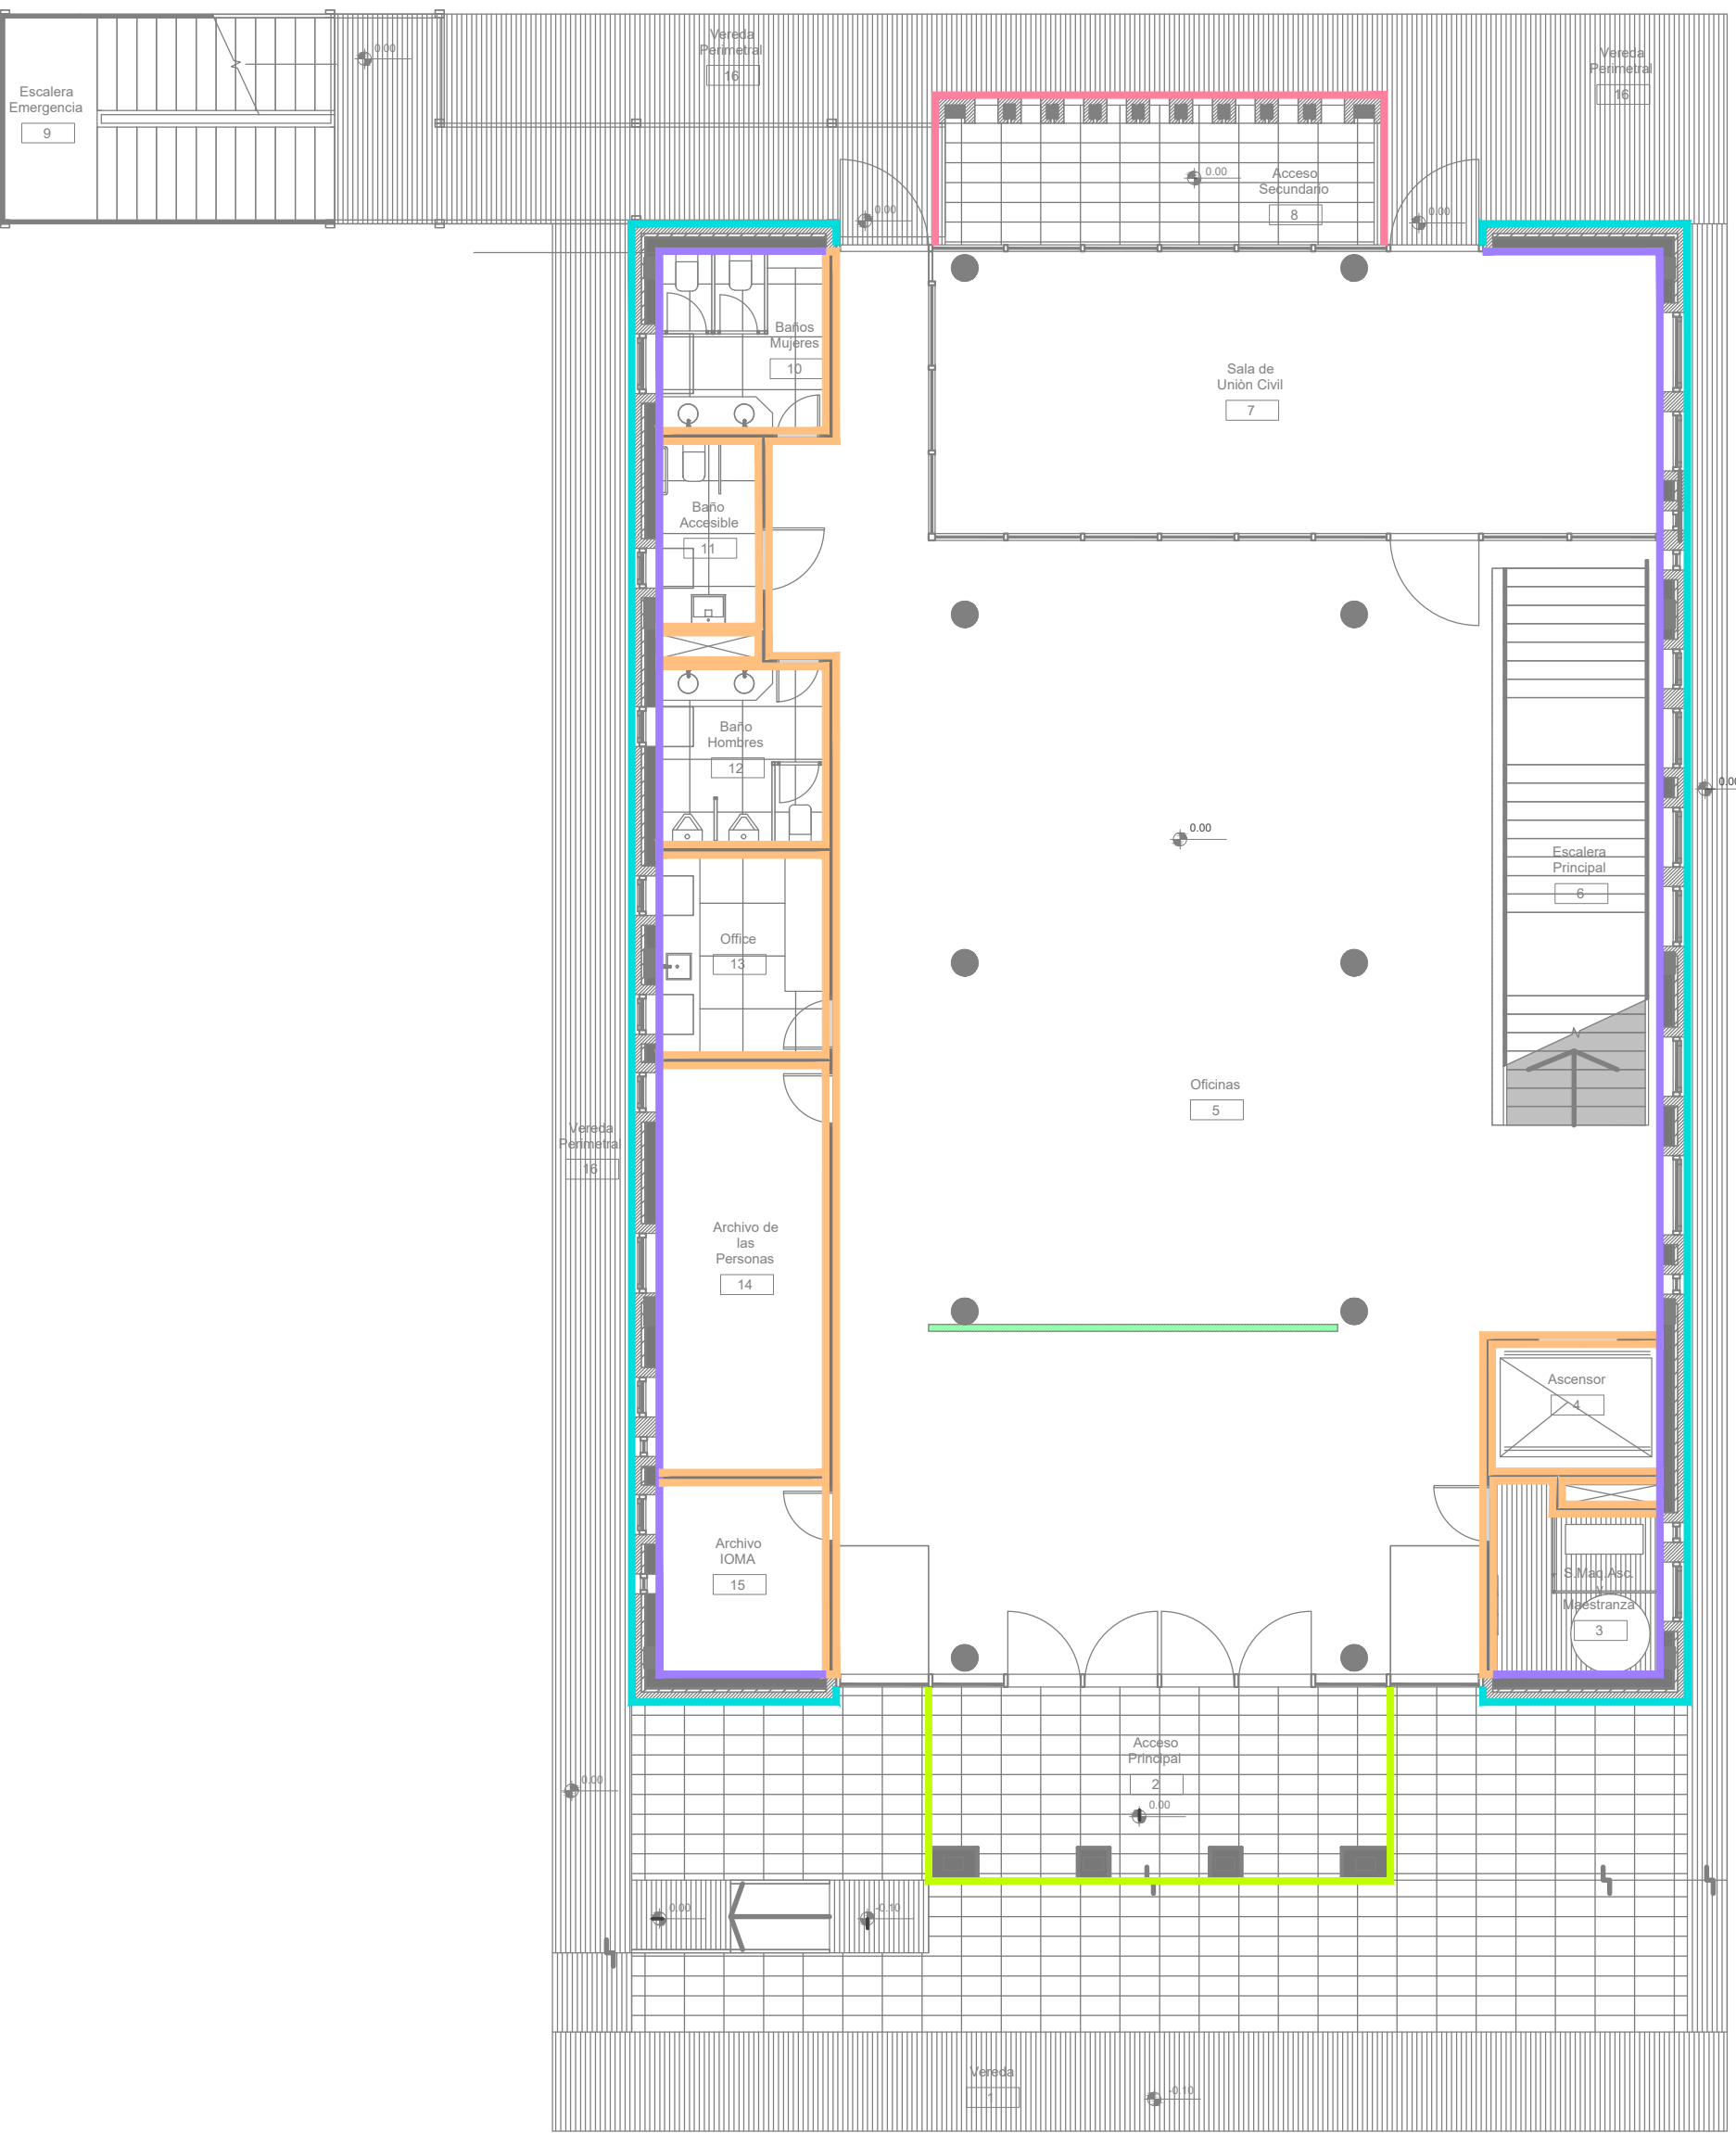 0.00
Vereda
Perimetral
16
Vereda
Perimetral
16
Escalera
Emergencia
9
0.00
Acceso
Secundario
8
0.00
0.00
Baños
Mujeres
10
Sala de
Uniòn Civil
7
Baño
Accesible
11
Baño
Hombres
12
0.00
0.00
Escalera
Principal
6
Office
13
Oficinas
5
Vereda
Perimetral
16
Archivo de
las
Personas
14
Ascensor
4
Archivo
IOMA
15
S.Maq.Asc.
y
Maestranza
3
Acceso
Principal
2
0.00
0.00
0.00
-0.10
Vereda
1
-0.10